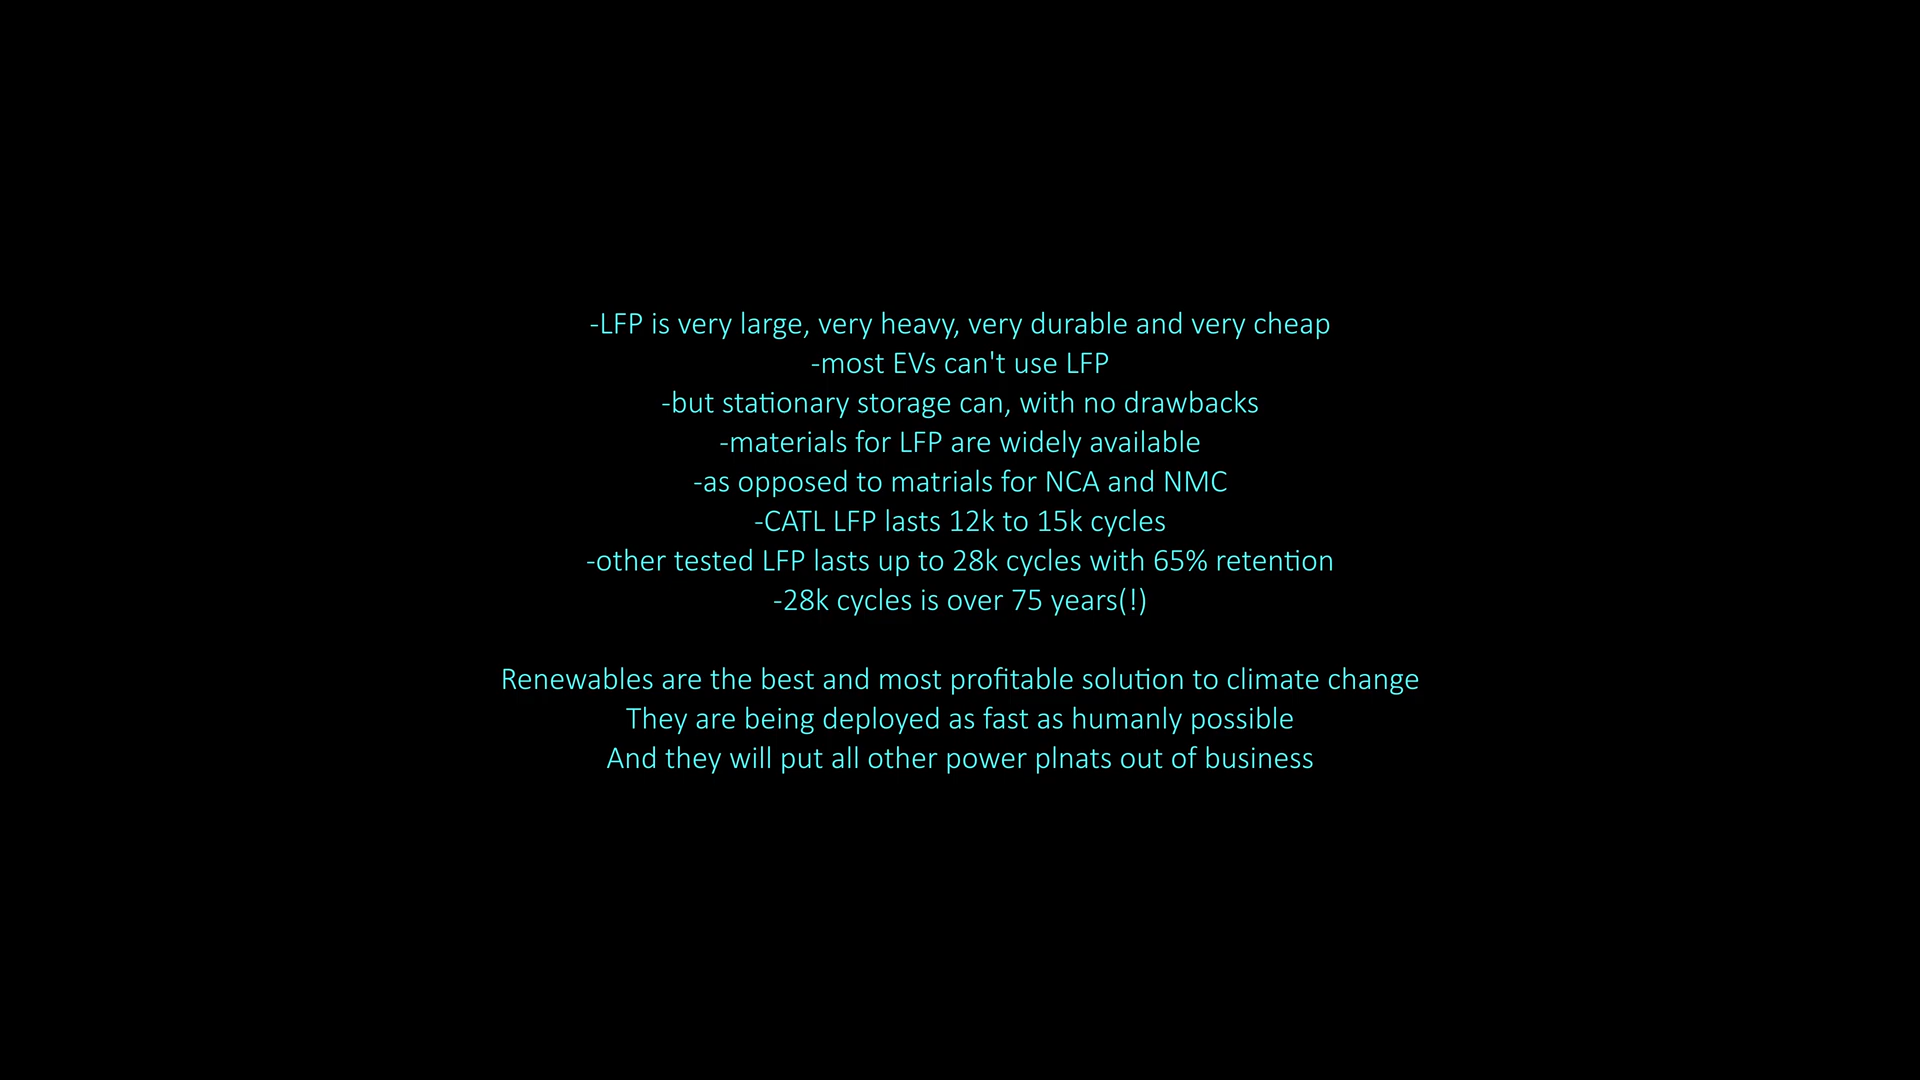 -LFP is very large, very heavy, very durable and very cheap
-most EVs can't use LFP
-but stationary storage can, with no drawbacks
-materials for LFP are widely available
-as opposed to matrials for NCA and NMC
-CATL LFP lasts 12k to 15k cycles
-other tested LFP lasts up to 28k cycles with 65% retention
-28k cycles is over 75 years(!)
Renewables are the best and most profitable solution to climate change
They are being deployed as fast as humanly possible
And they will put all other power plnats out of business